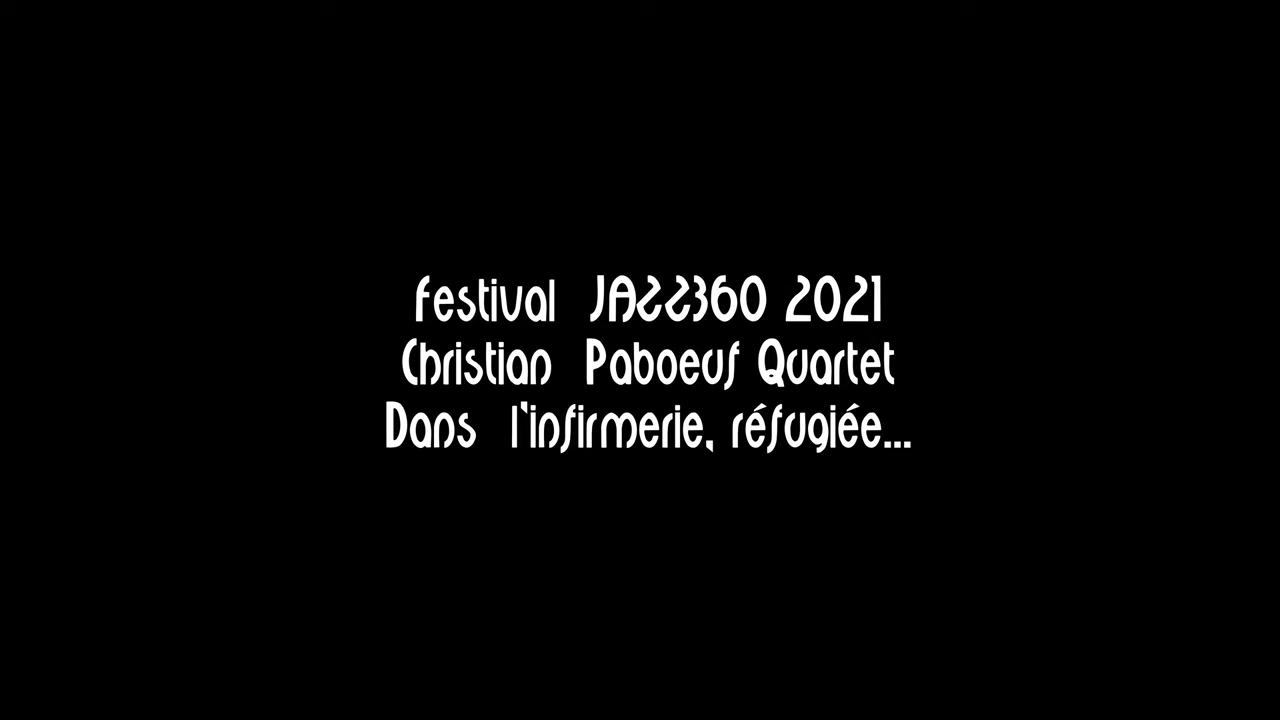 Festival JAZZ360 2021
Christian Paboeuf Quartet
Dans l'infirmerie, réfugiée...